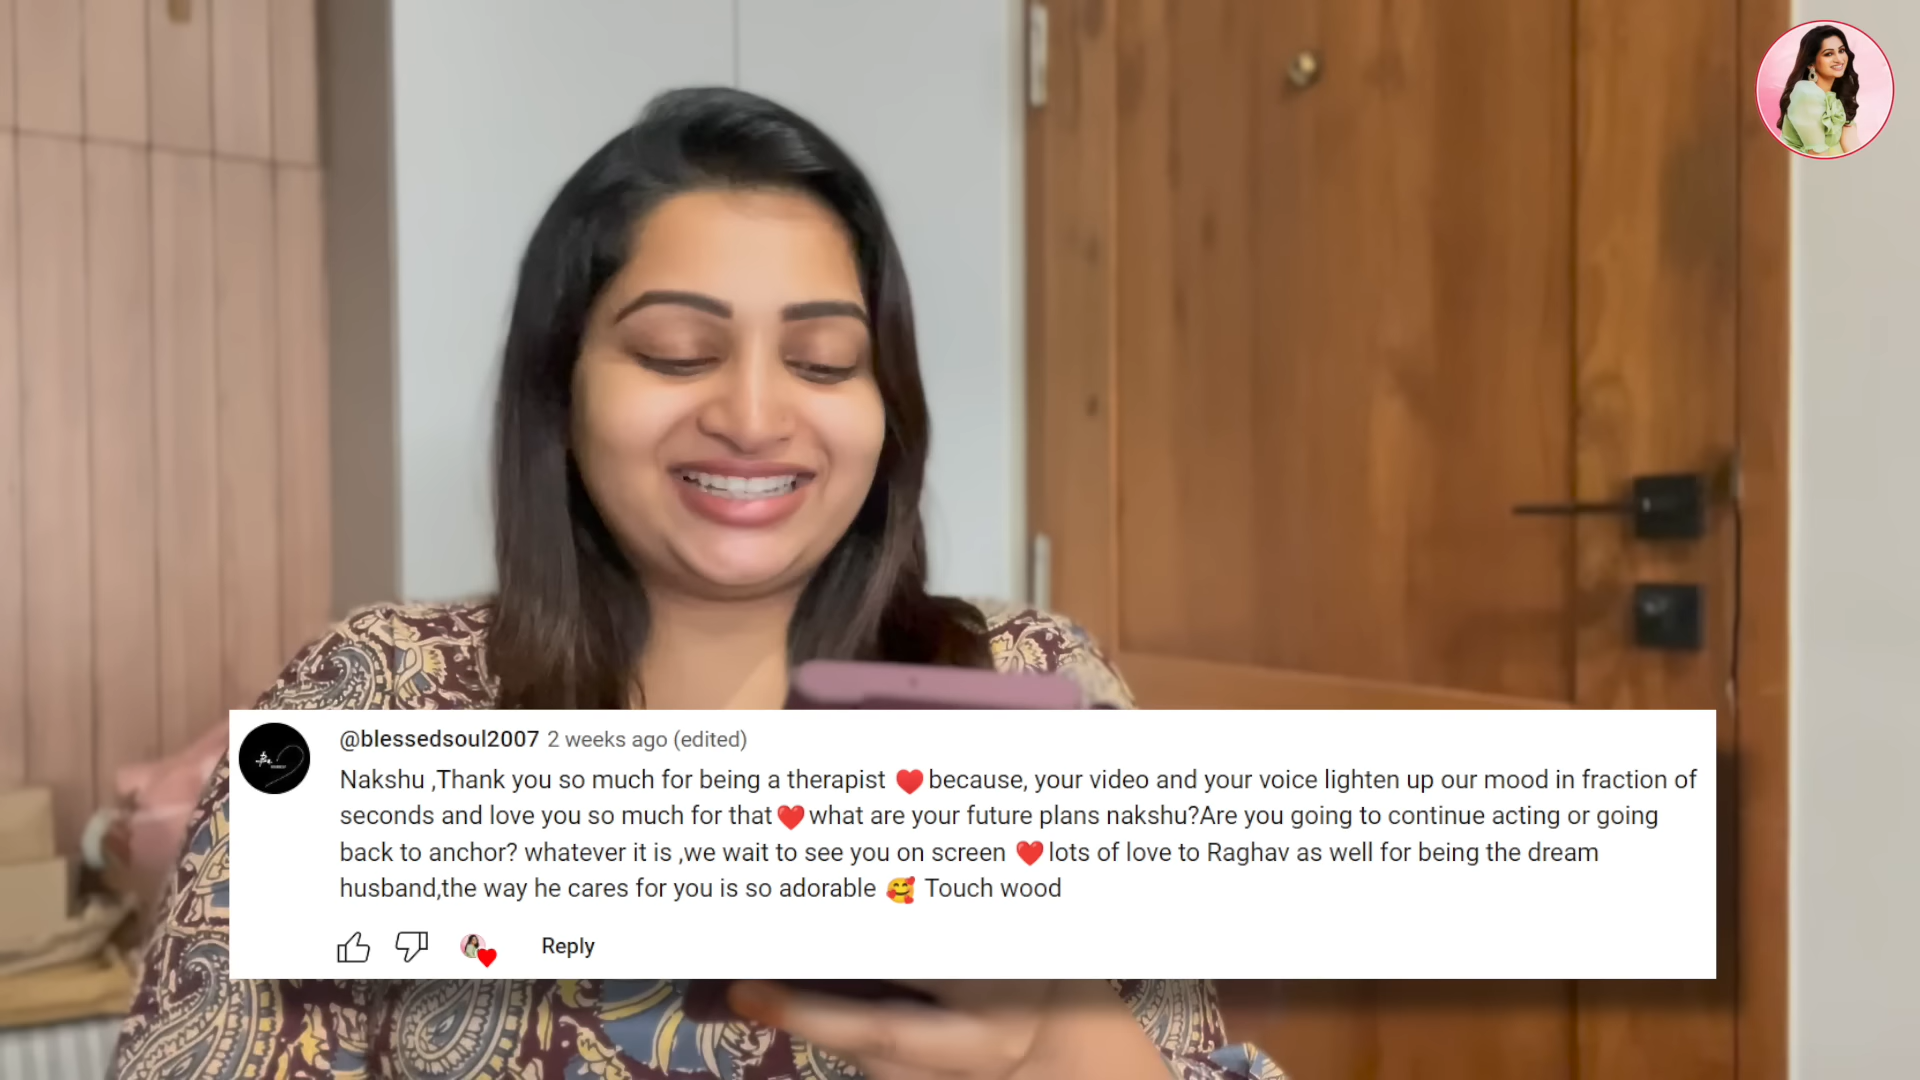 @blessedsoul2007 2 weeks ago (edited)
Nakshu ,Thank you so much for being a therapist ❤️because, your video and your voice lighten up our mood in fraction of
seconds and love you so much for that❤️what are your future plans nakshu?Are you going to continue acting or going
back to anchor? whatever it is ,we wait to see you on screen ❤️lots of love to Raghav as well for being the dream
husband,the way he cares for you is so adorable 🥰 Touch wood
Reply